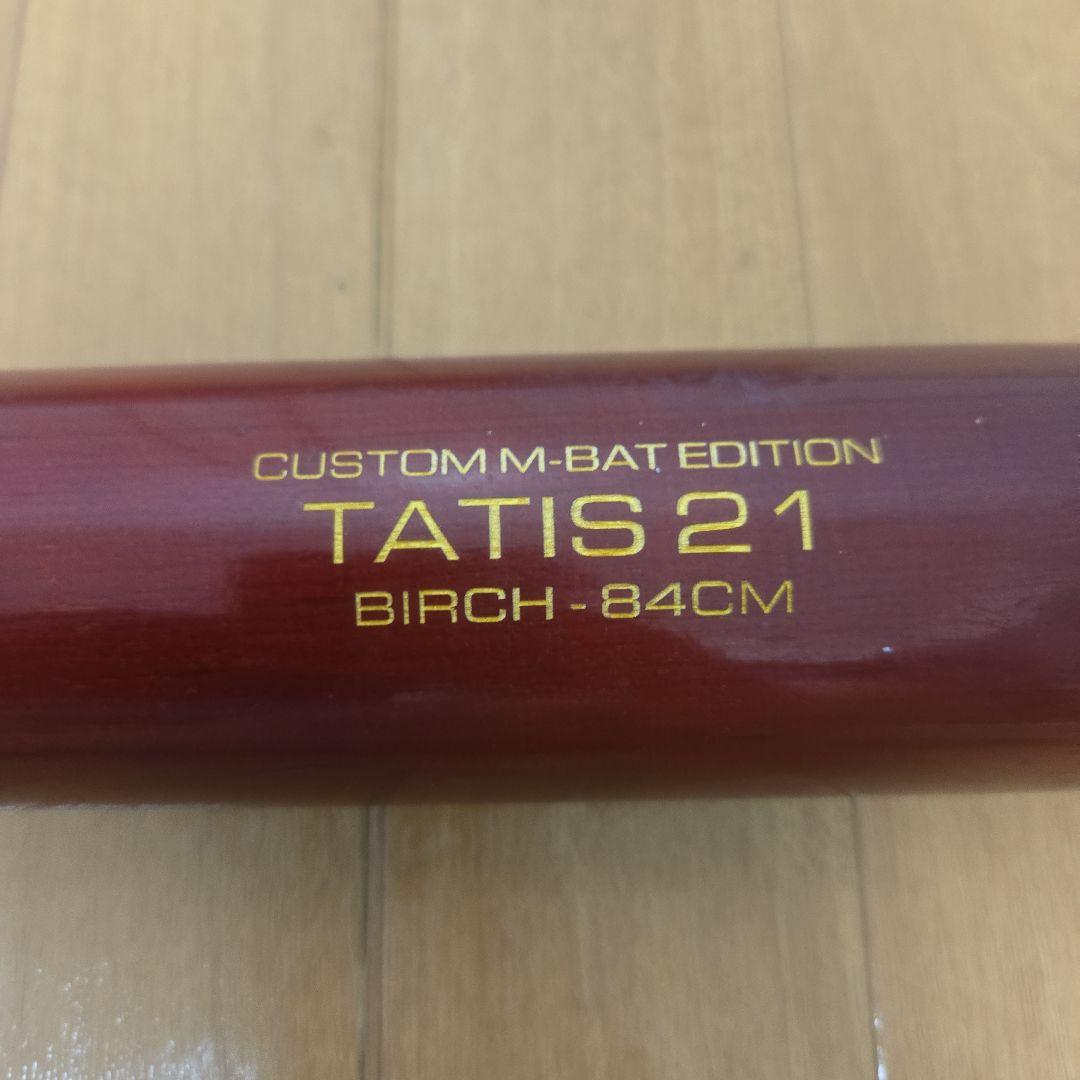 CUSTOM M-BAT EDITION
TATIS 21
BIRCH - 84CM